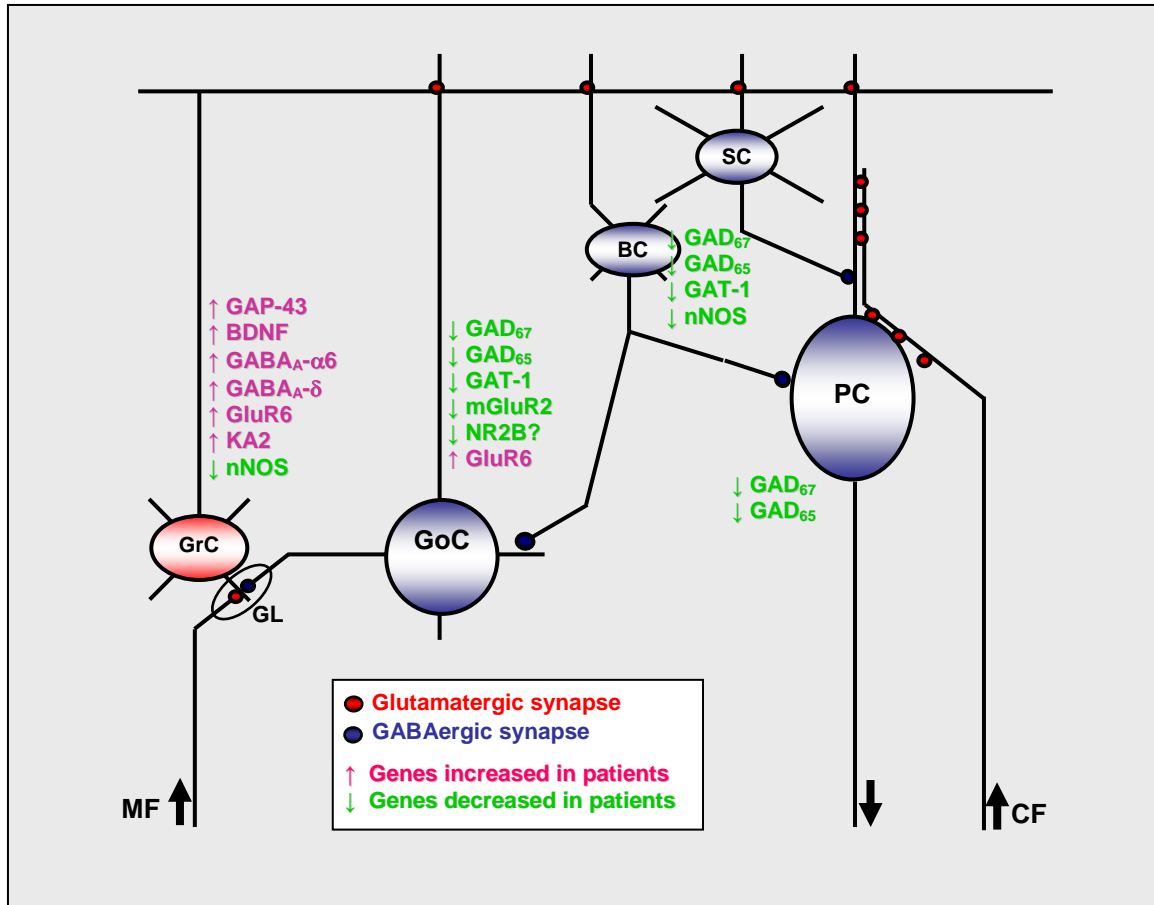 SC
BC
↓ GAD₆₇
↓ GAD₆₅
↓ GAT-1
↓ nNOS
↑ GAP-43
↑ BDNF
↑ GABA_A-α6
↑ GABA_A-δ
↑ GluR6
↑ KA2
↓ nNOS
↓ GAD₆₇
↓ GAD₆₅
↓ GAT-1
↓ mGluR2
↓ NR2B?
↑ GluR6
PC
↓ GAD₆₇
↓ GAD₆₅
GrC
GoC
GL
Glutamatergic synapse
GABAergic synapse
↑ Genes increased in patients
↓ Genes decreased in patients
MF
CF